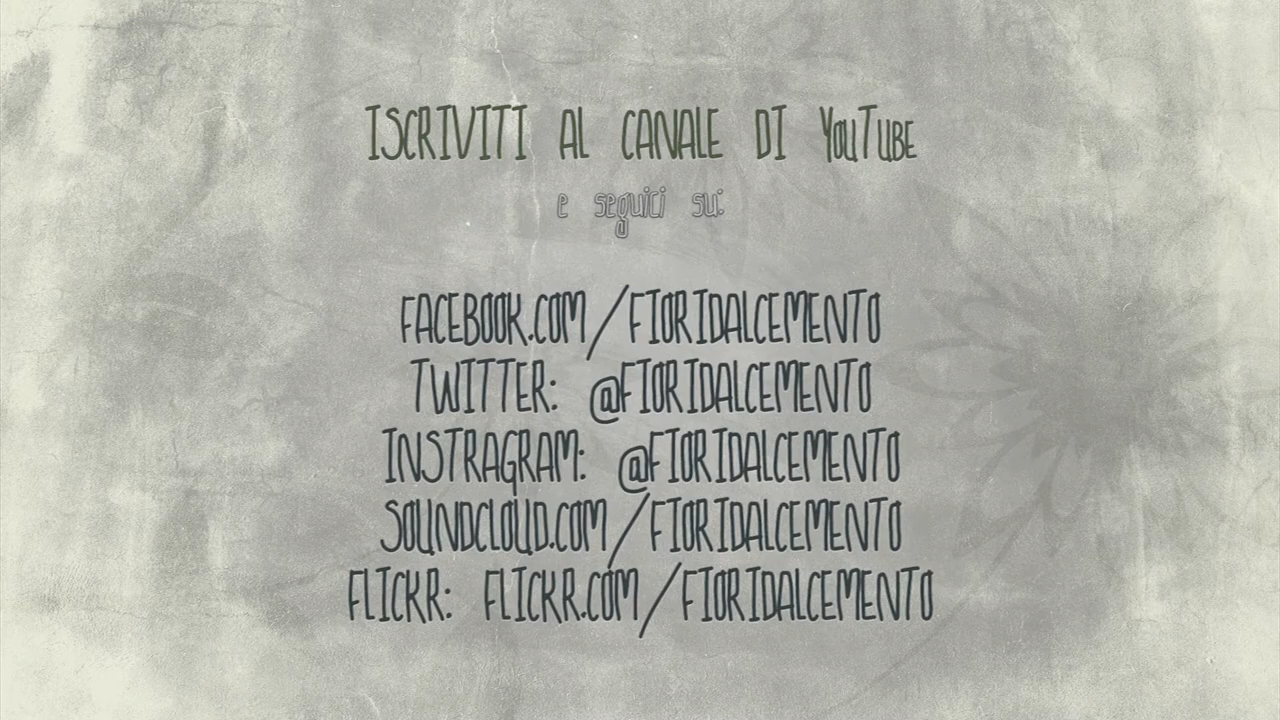 ISCRIVITI AL CANALE DI YouTUBE
e seguici su:
FACEBOOK.COM/FIORIDALCEMENTO
TWITTER: @FIORIDALCEMENTO
INSTRAGRAM: @FIORIDALCEMENTO
SOUNDCLOUD.COM/FIORIDALCEMENTO
FLICKR: FLICKR.COM/FIORIDALCEMENTO